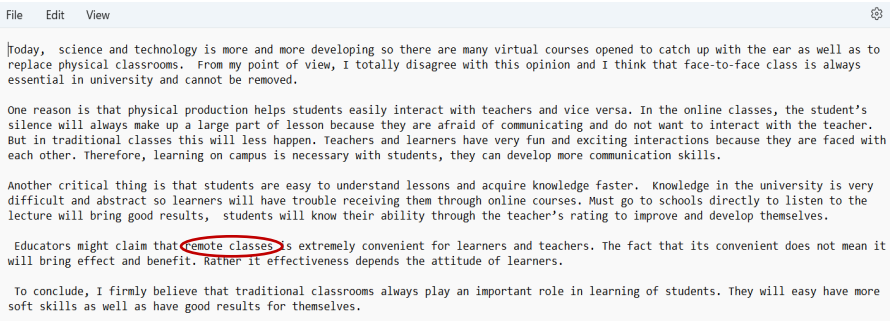 File Edit View
Today,  science and technology is more and more developing so there are many virtual courses opened to catch up with the ear as well as to
replace physical classrooms.  From my point of view, I totally disagree with this opinion and I think that face-to-face class is always
essential in university and cannot be removed.
One reason is that physical production helps students easily interact with teachers and vice versa. In the online classes, the student's
silence will always make up a large part of lesson because they are afraid of communicating and do not want to interact with the teacher.
But in traditional classes this will less happen. Teachers and learners have very fun and exciting interactions because they are faced with
each other. Therefore, learning on campus is necessary with students, they can develop more communication skills.
Another critical thing is that students are easy to understand lessons and acquire knowledge faster.  Knowledge in the university is very
difficult and abstract so learners will have trouble receiving them through online courses. Must go to schools directly to listen to the
lecture   will bring good results,  students will know their ability through the teacher's rating to improve and develop themselves.
Educators might claim that remote classes is extremely convenient for learners and teachers. The fact that its convenient does not mean it
will bring effect and benefit. Rather it effectiveness depends the attitude of learners.
To conclude, I firmly believe that traditional classrooms always play an important role in learning of students. They will easy have more
soft skills as well as have good results for themselves.